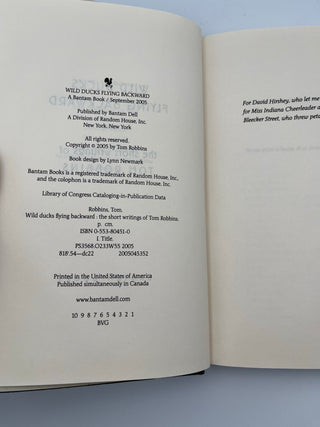 WILD DUCKS FLYING BACKWARD
A Bantam Book / September 2005
Published by Bantam Dell
A Division of Random House, Inc.
New York, New York
All rights reserved.
Copyright © 2005 by Tom Robbins
Book design by Lynn Newmark
Bantam Books is a registered trademark of Random House, Inc.,
and the colophon is a trademark of Random House, Inc.
Library of Congress Cataloging-in-Publication Data
Robbins, Tom.
Wild ducks flying backward : the short writings of Tom Robbins.
p. cm.
ISBN 0-553-80451-0
I. Title.
PS3568.O233W55 2005
818'.54—dc22 2005045352
Printed in the United States of America
Published simultaneously in Canada
www.bantamdell.com
10 9 8 7 6 5 4 3 2 1
BVG
For David Hirshey, who let me
for Miss Indiana Cheerleader
Bleecker Street, who threw